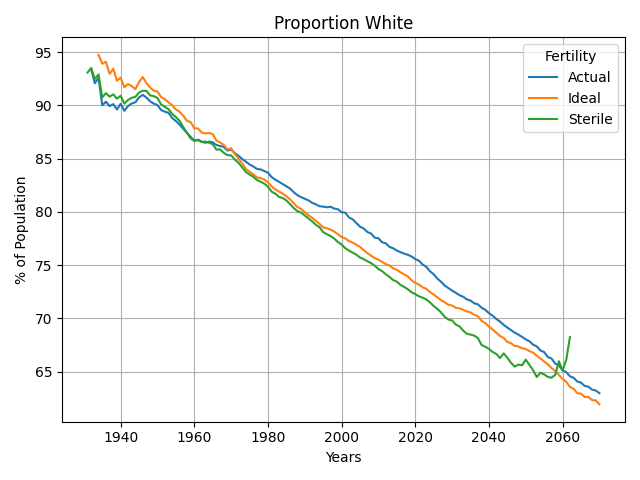 Proportion White
Fertility
Actual
Ideal
Sterile
% of Population
95
90
85
80
75
70
65
1940 1960 1980 2000 2020 2040 2060
Years